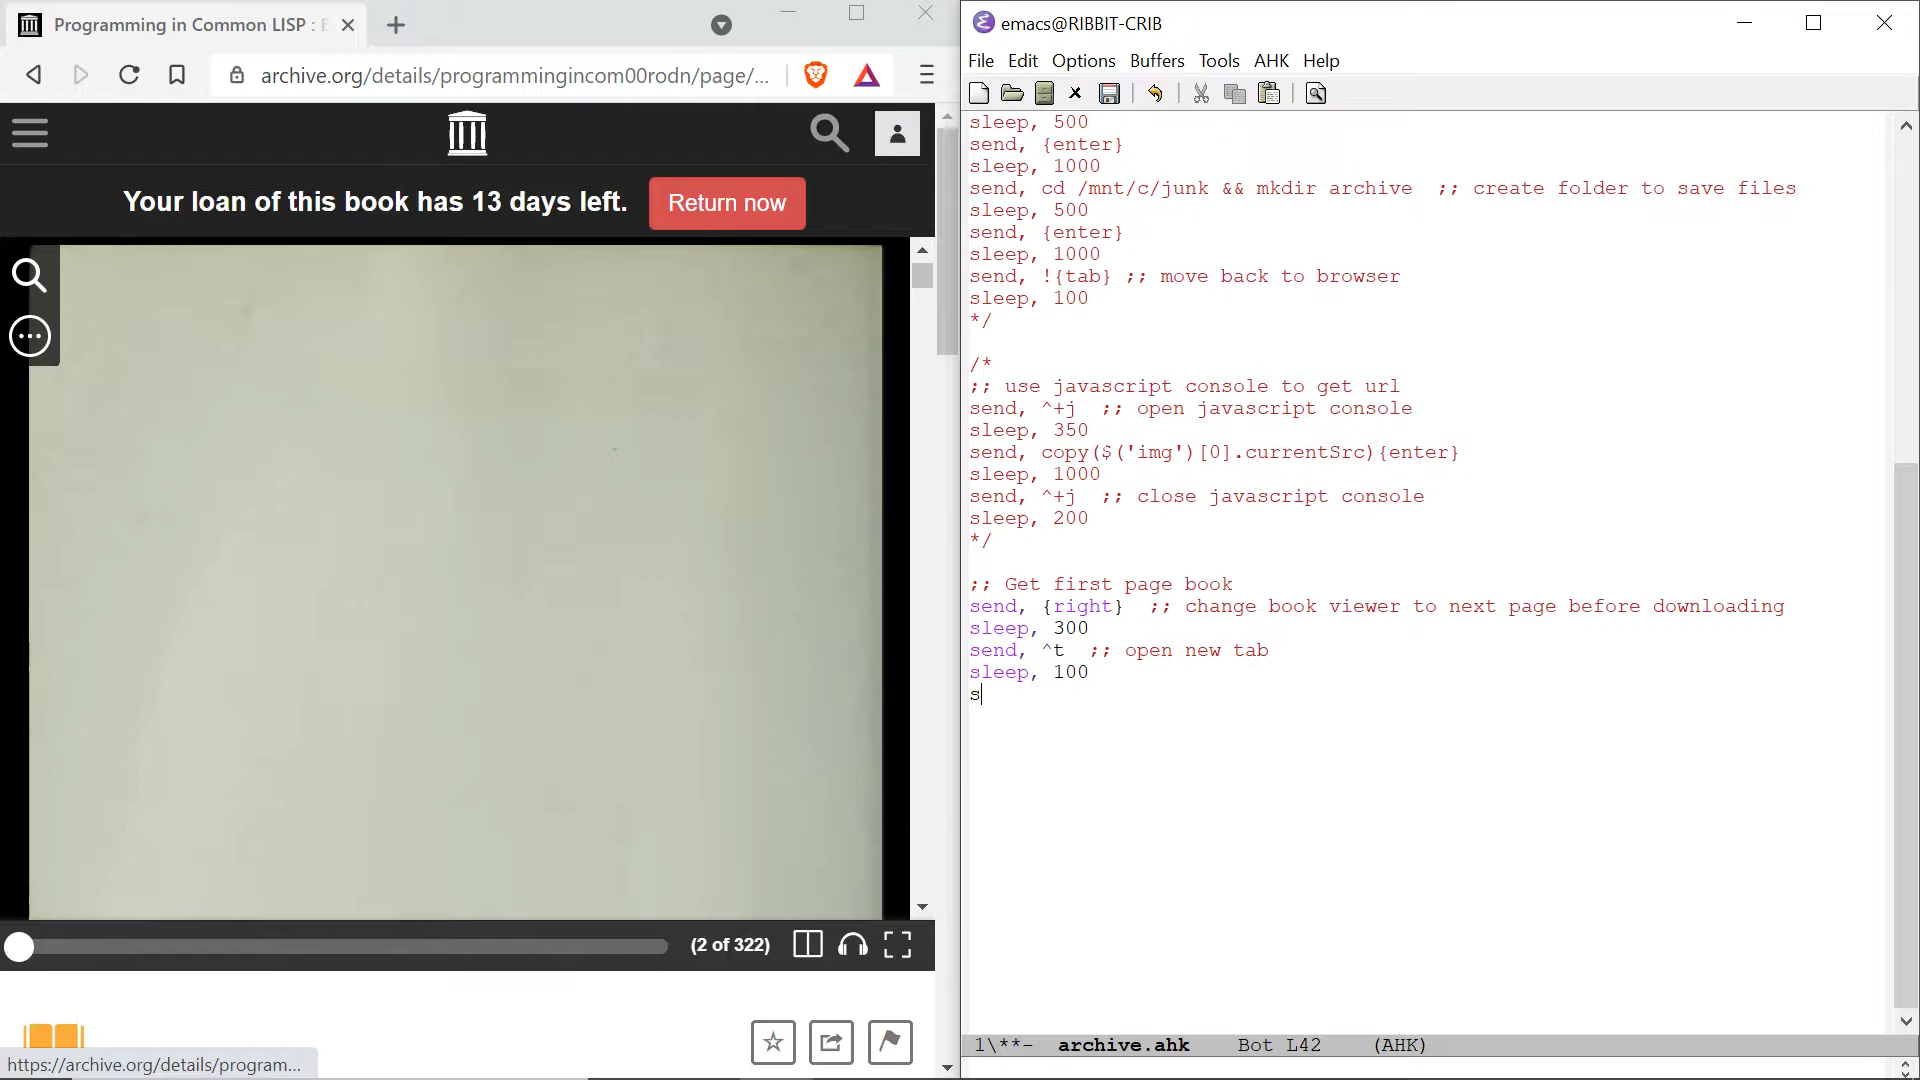 Programming in Common LISP : E
archive.org/details/programmingincom00rodn/page/...
Your loan of this book has 13 days left.
Return now
(2 of 322)
https://archive.org/details/program...
emacs@RIBBIT-CRIB
File Edit Options Buffers Tools AHK Help
sleep, 500
send, {enter}
sleep, 1000
send, cd /mnt/c/junk && mkdir archive  ;; create folder to save files
sleep, 500
send, {enter}
sleep, 1000
send, !{tab} ;; move back to browser
sleep, 100
*/
/*
;; use javascript console to get url
send, ^+j  ;; open javascript console
sleep, 350
send, copy($('img')[0].currentSrc){enter}
sleep, 1000
send, ^+j  ;; close javascript console
sleep, 200
*/
;; Get first page book
send, {right}  ;; change book viewer to next page before downloading
sleep, 300
send, ^t  ;; open new tab
sleep, 100
s
1\**-  archive.ahk    Bot L42    (AHK)